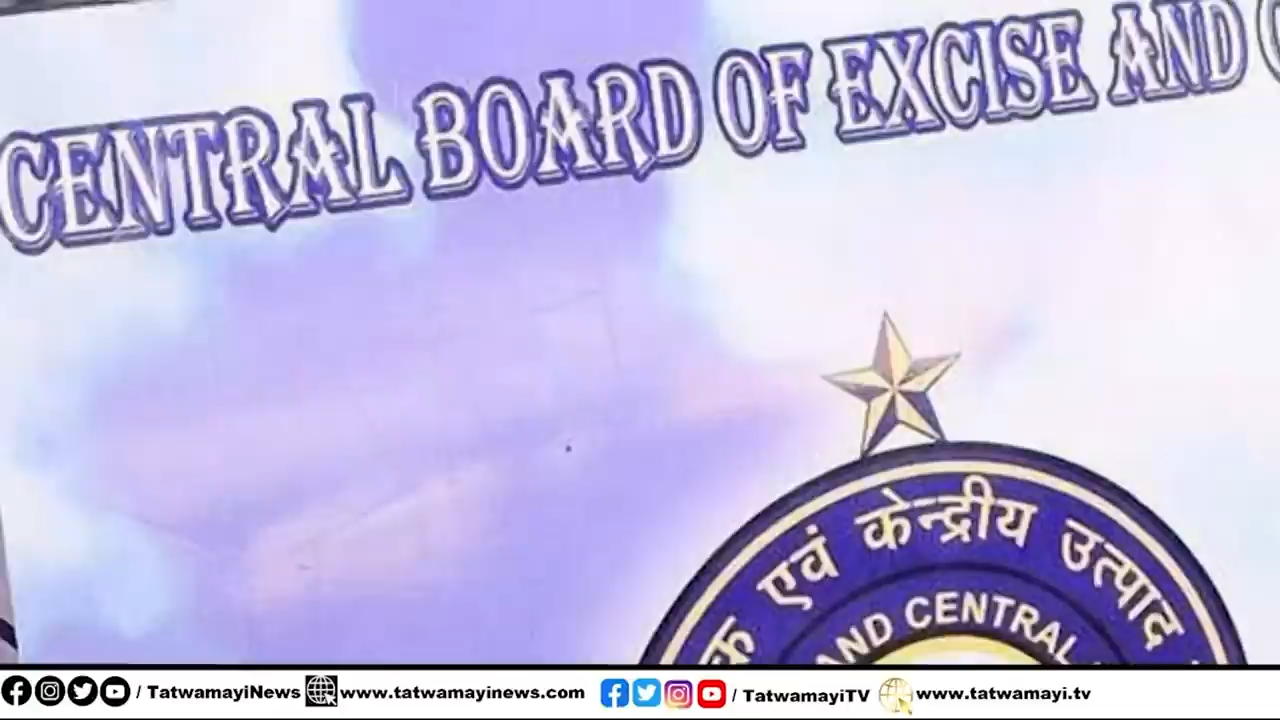 CENTRAL BOARD OF EXCISE AND
एवं केन्द्रीय उत्पाद
AND CENTRAL
/ TatwamayiNews www.tatwamayinews.com / TatwamayiTV www.tatwamayi.tv